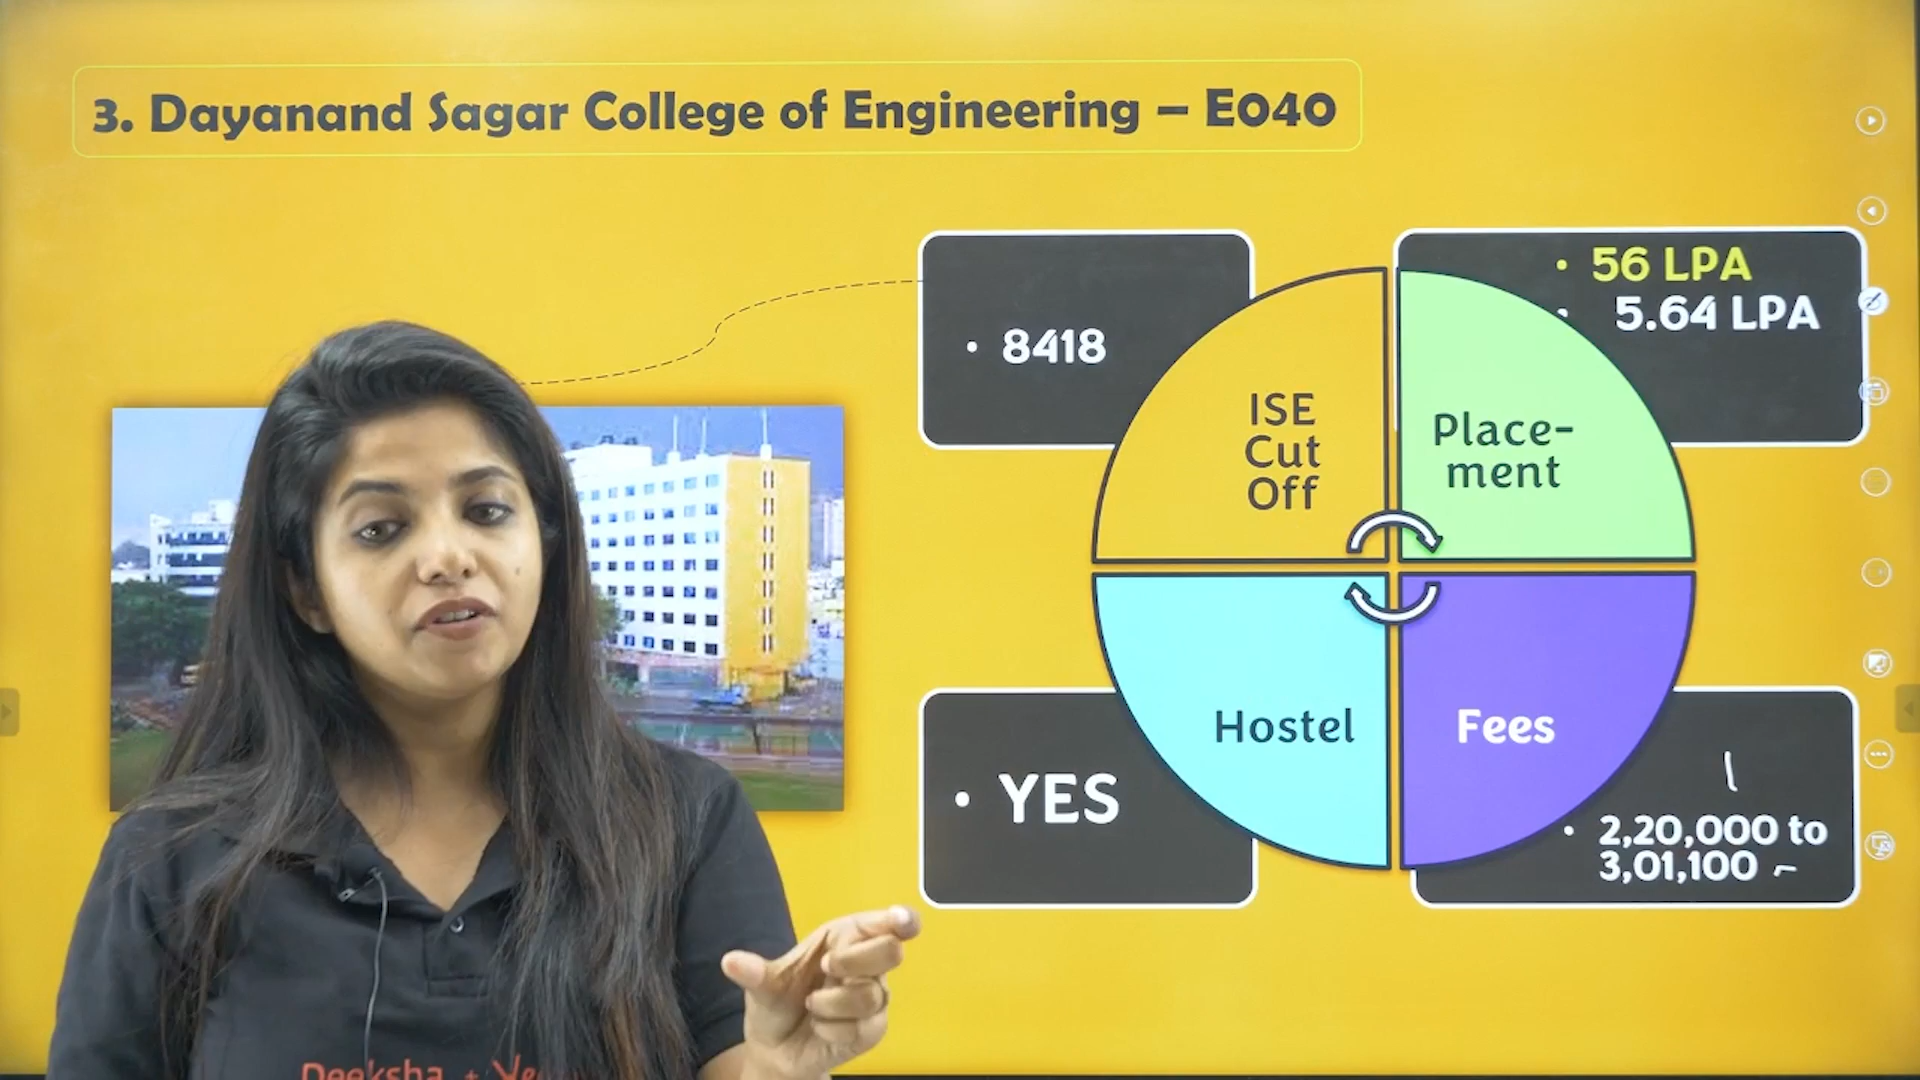 3. Dayanand Sagar College of Engineering – E040
• 8418
• 56 LPA
• 5.64 LPA
ISE
Cut
Off
Place-
ment
Hostel
Fees
• YES
• 2,20,000 to
3,01,100
Deeksha +